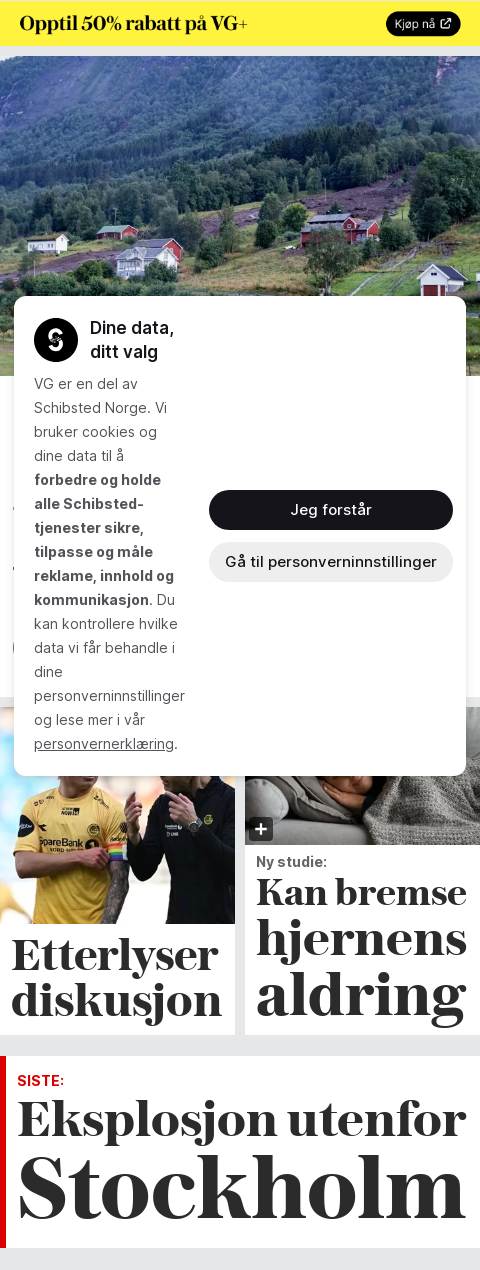 Opptil 50% rabatt på VG+
Kjøp nå
Dine data,
ditt valg
VG er en del av
Schibsted Norge. Vi
bruker cookies og
dine data til å
forbedre og holde
alle Schibsted-
tjenester sikre,
tilpasse og måle
reklame, innhold og
kommunikasjon. Du
kan kontrollere hvilke
data vi får behandle i
dine
personverninnstillinger
og lese mer i vår
personvernerklæring.
Jeg forstår
Gå til personverninnstillinger
SpareBank
Etterlyser
diskusjon
Ny studie:
Kan bremse
hjernens
aldring
SISTE:
Eksplosjon utenfor
Stockholm